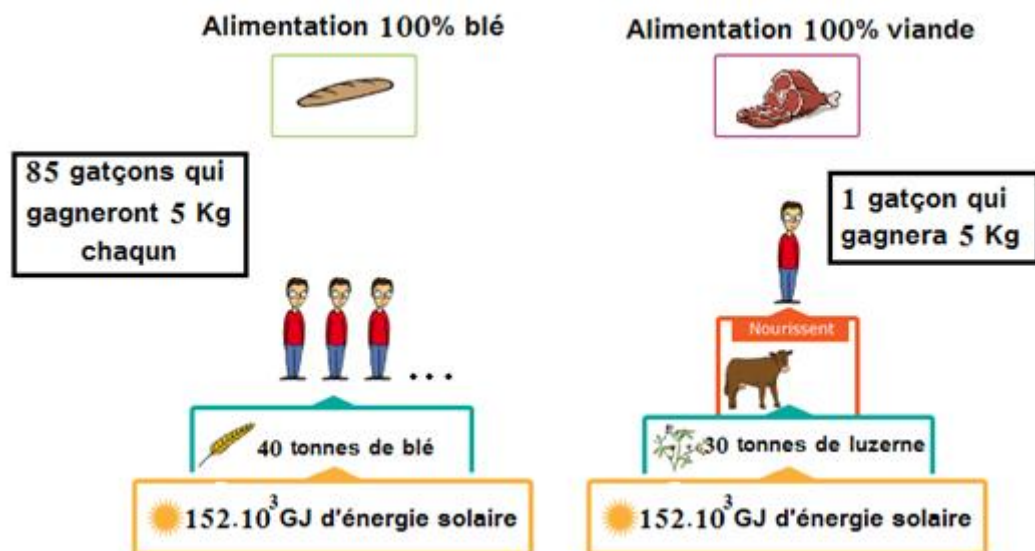 Alimentation 100% blé
85 gatçons qui
gagneront 5 Kg
chaqun
...
40 tonnes de blé
152.10³GJ d'énergie solaire
Alimentation 100% viande
1 gatçon qui
gagnera 5 Kg
Nourissent
30 tonnes de luzerne
152.10³GJ d'énergie solaire